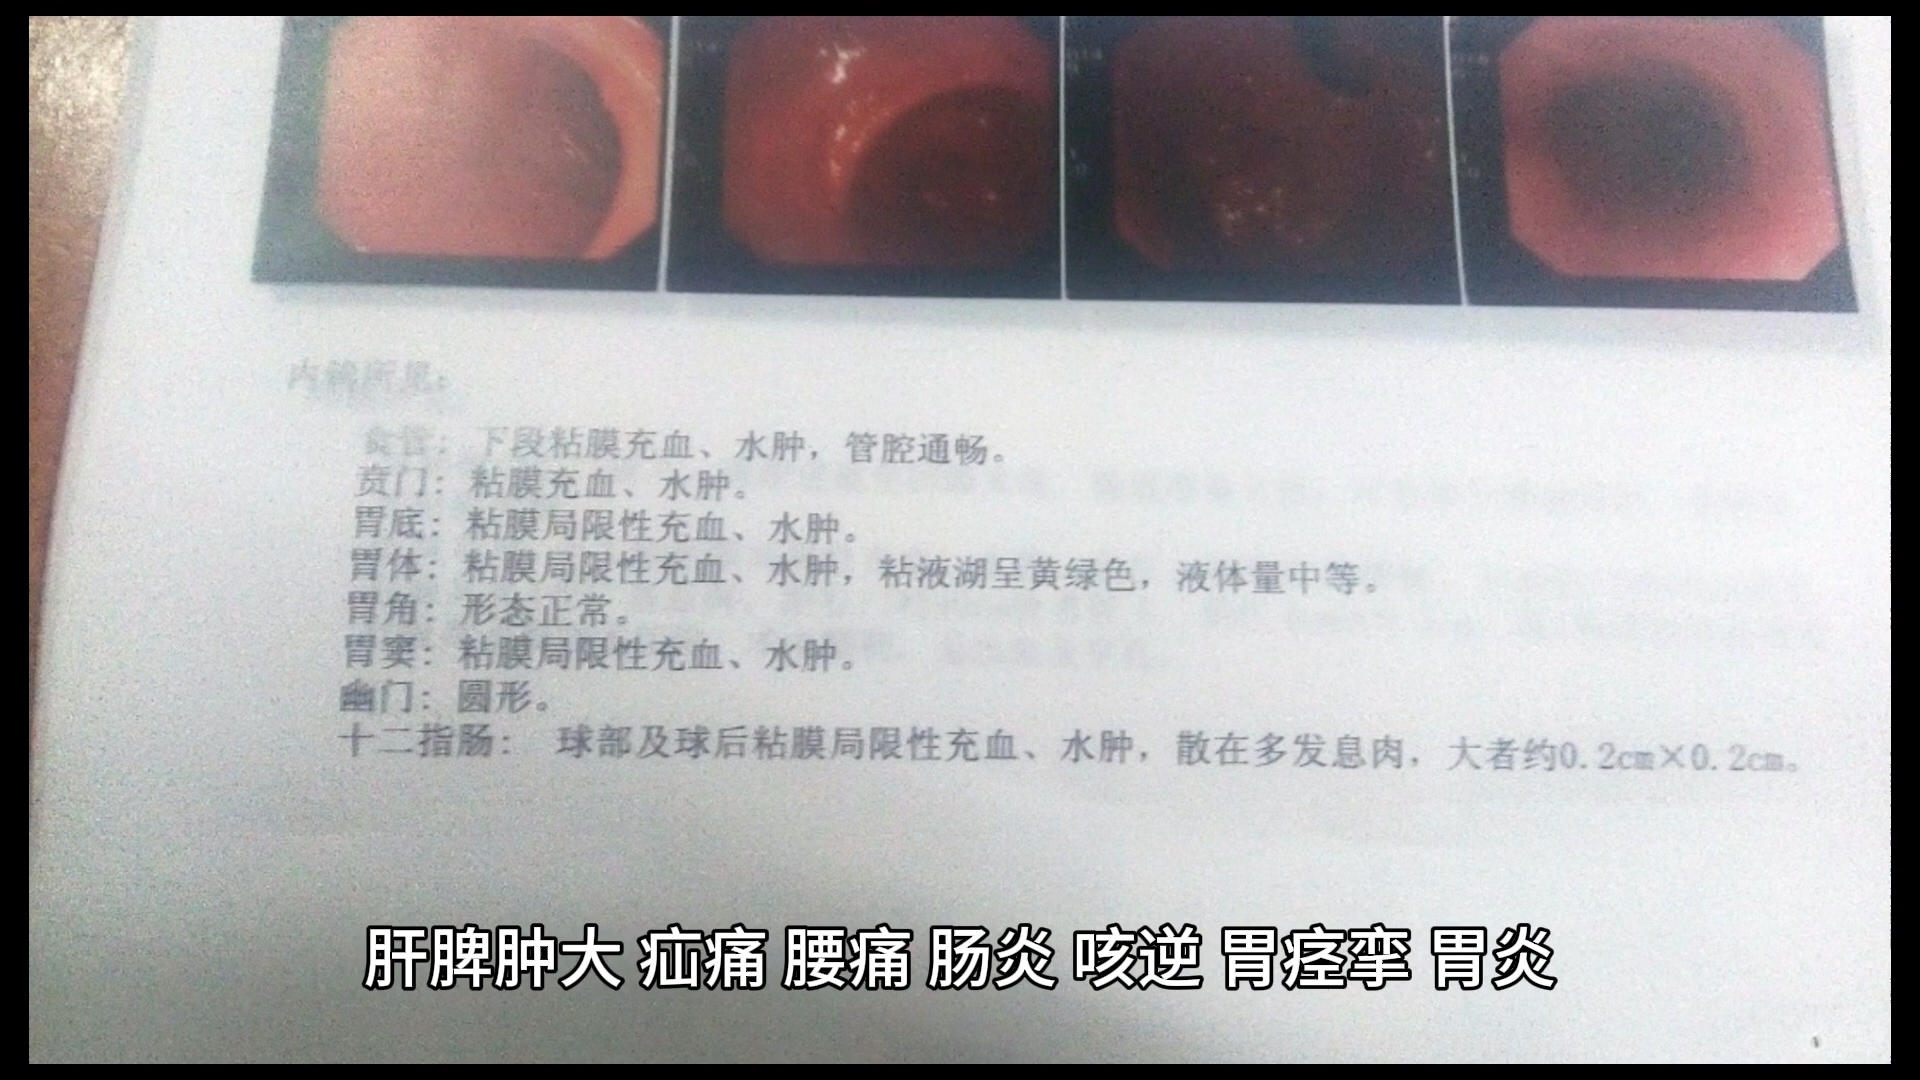 内镜所见:
食管: 下段粘膜充血、水肿，管腔通畅。
贲门: 粘膜充血、水肿。
胃底: 粘膜局限性充血、水肿。
胃体: 粘膜局限性充血、水肿，粘液湖呈黄绿色，液体量中等。
胃角: 形态正常。
胃窦: 粘膜局限性充血、水肿。
幽门: 圆形。
十二指肠: 球部及球后粘膜局限性充血、水肿，散在多发息肉，大者约0.2cm×0.2cm。
肝脾肿大 疝痛 腰痛 肠炎 咳逆 胃痉挛 胃炎